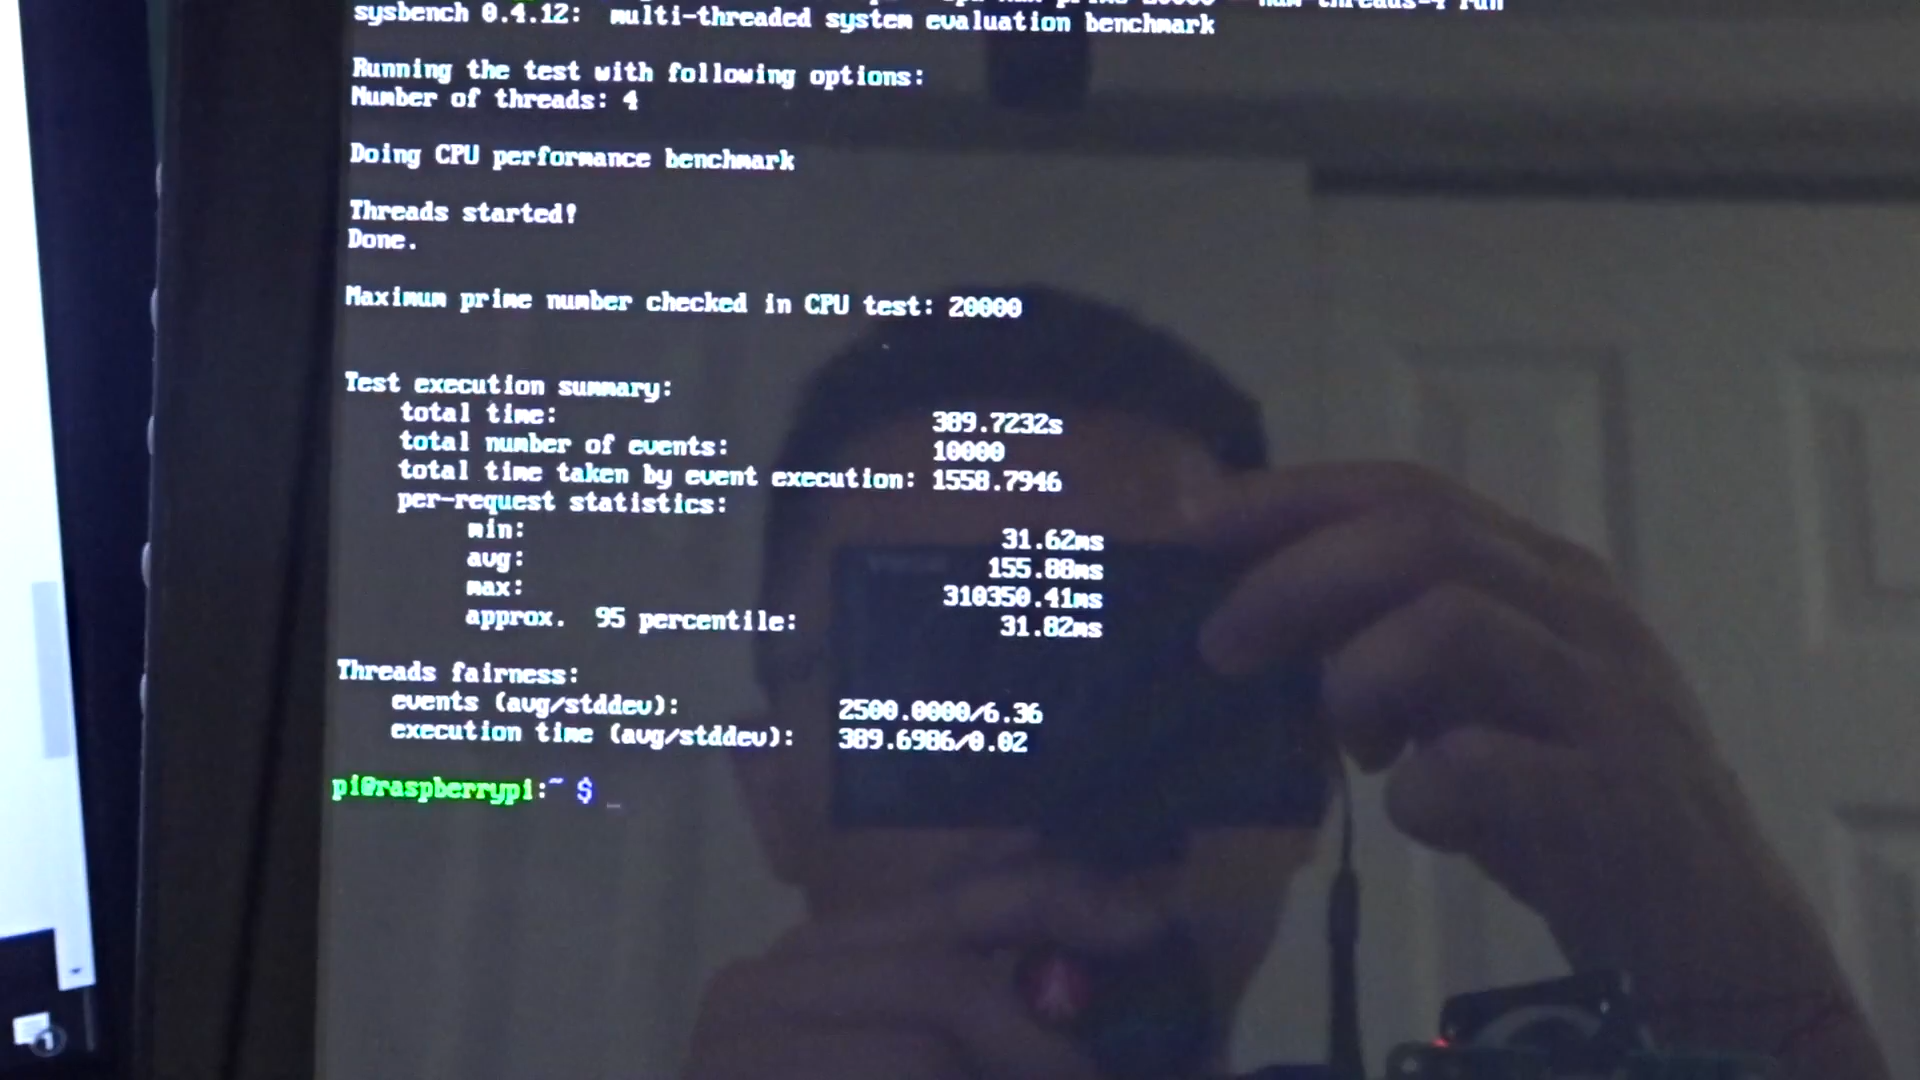 sysbench 0.4.12:  multi-threaded system evaluation benchmark
Running the test with following options:
Number of threads: 4
Doing CPU performance benchmark
Threads started!
Done.
Maximum prime number checked in CPU test: 20000
Test execution summary:
total time: 389.7232s
total number of events: 10000
total time taken by event execution: 1558.7946
per-request statistics:
min: 31.62ms
avg: 155.88ms
max: 310350.41ms
approx.  95 percentile: 31.82ms
Threads fairness:
events (avg/stddev): 2500.0000/6.36
execution time (avg/stddev): 389.6986/0.02
pi@raspberrypi:~ $ _